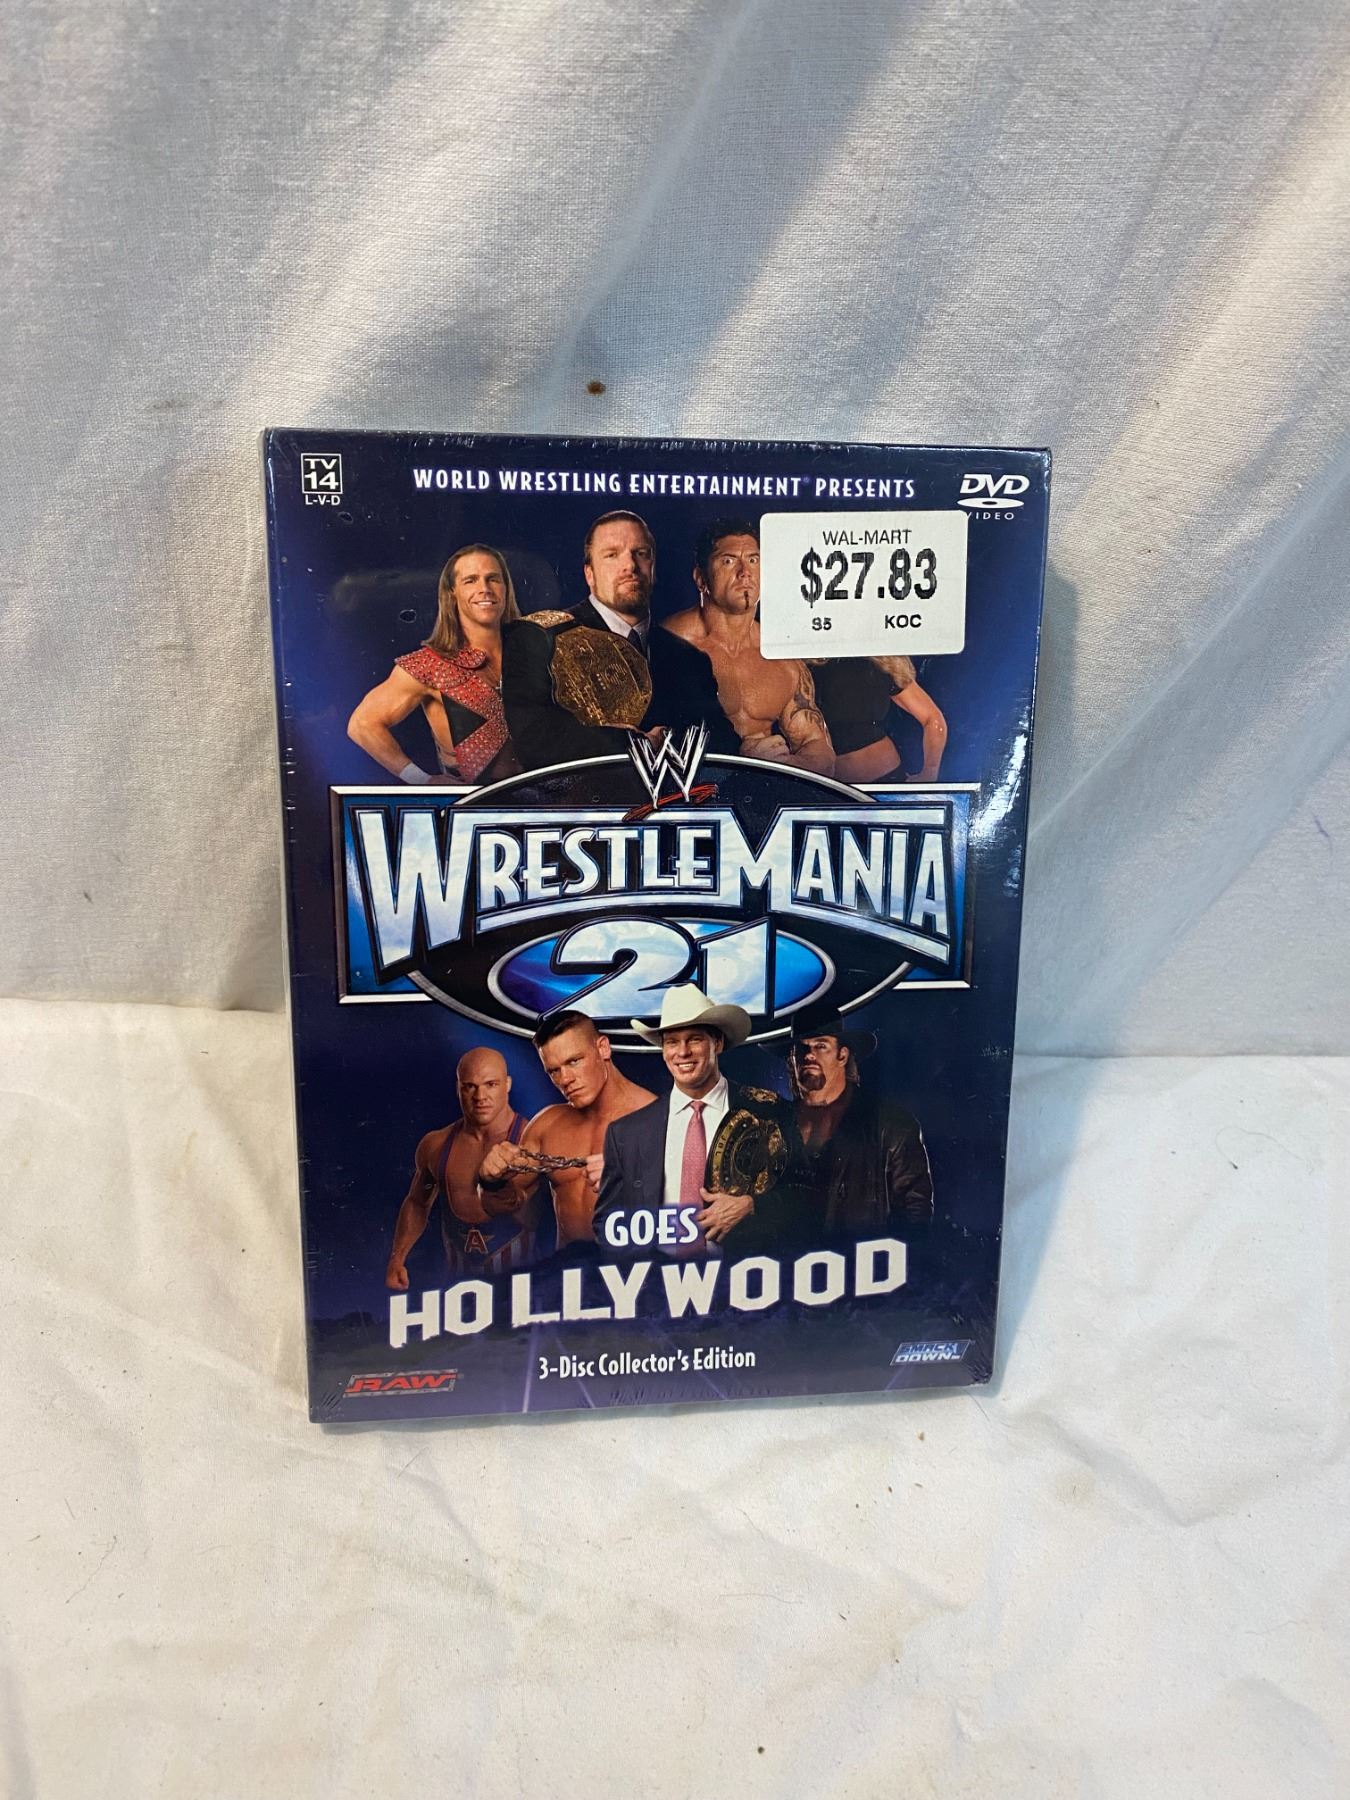 TV
14
L-V-D
WORLD WRESTLING ENTERTAINMENT® PRESENTS
DVD
VIDEO
WAL-MART
$27.83
S5 KOC
W
WRESTLEMANIA
21
A
GOES
HOLLYWOOD
3-Disc Collector's Edition
RAW
SMACK
DOWN